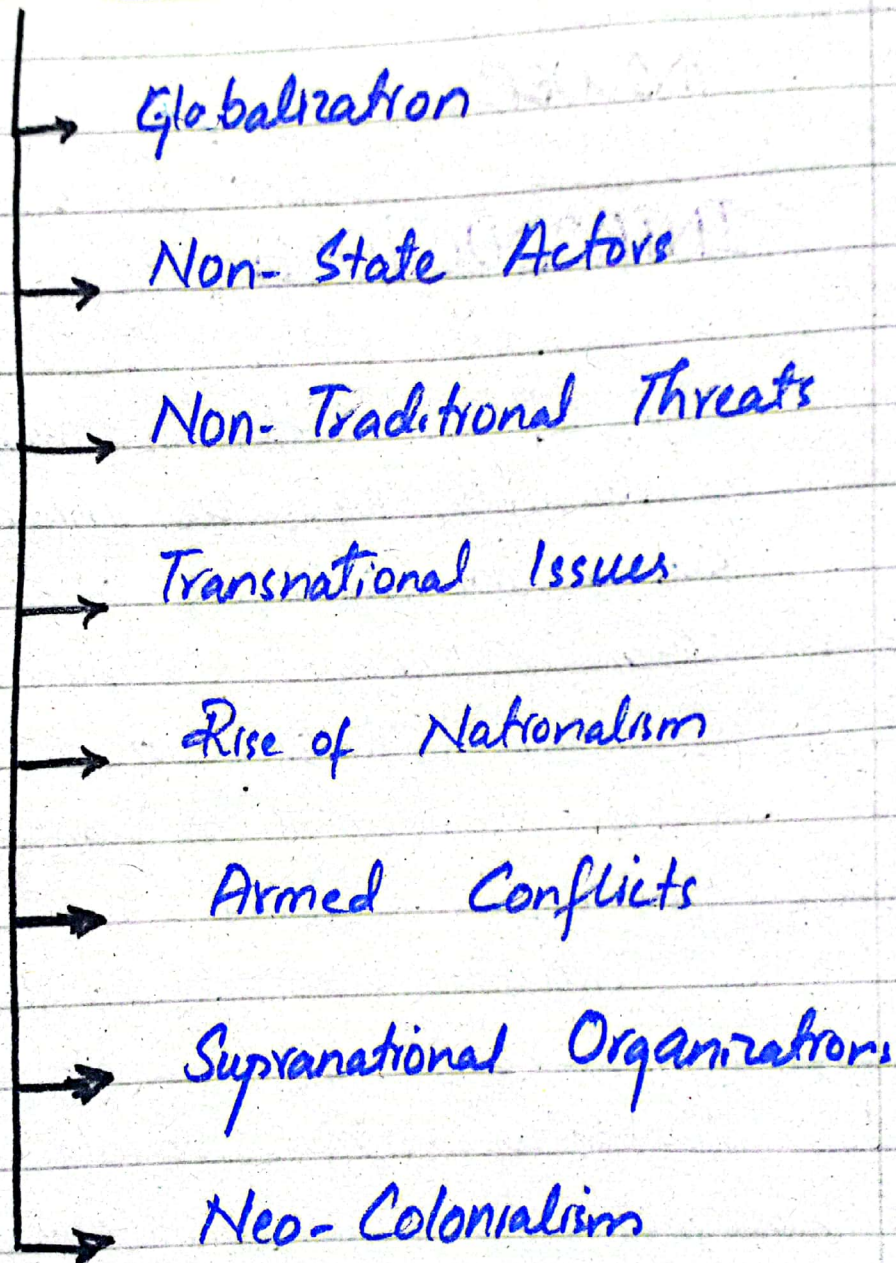 Globalization
Non- State Actors
Non- Traditional Threats
Transnational Issues
Rise of Nationalism
Armed Conflicts
Supranational Organizations
Neo- Colonialism